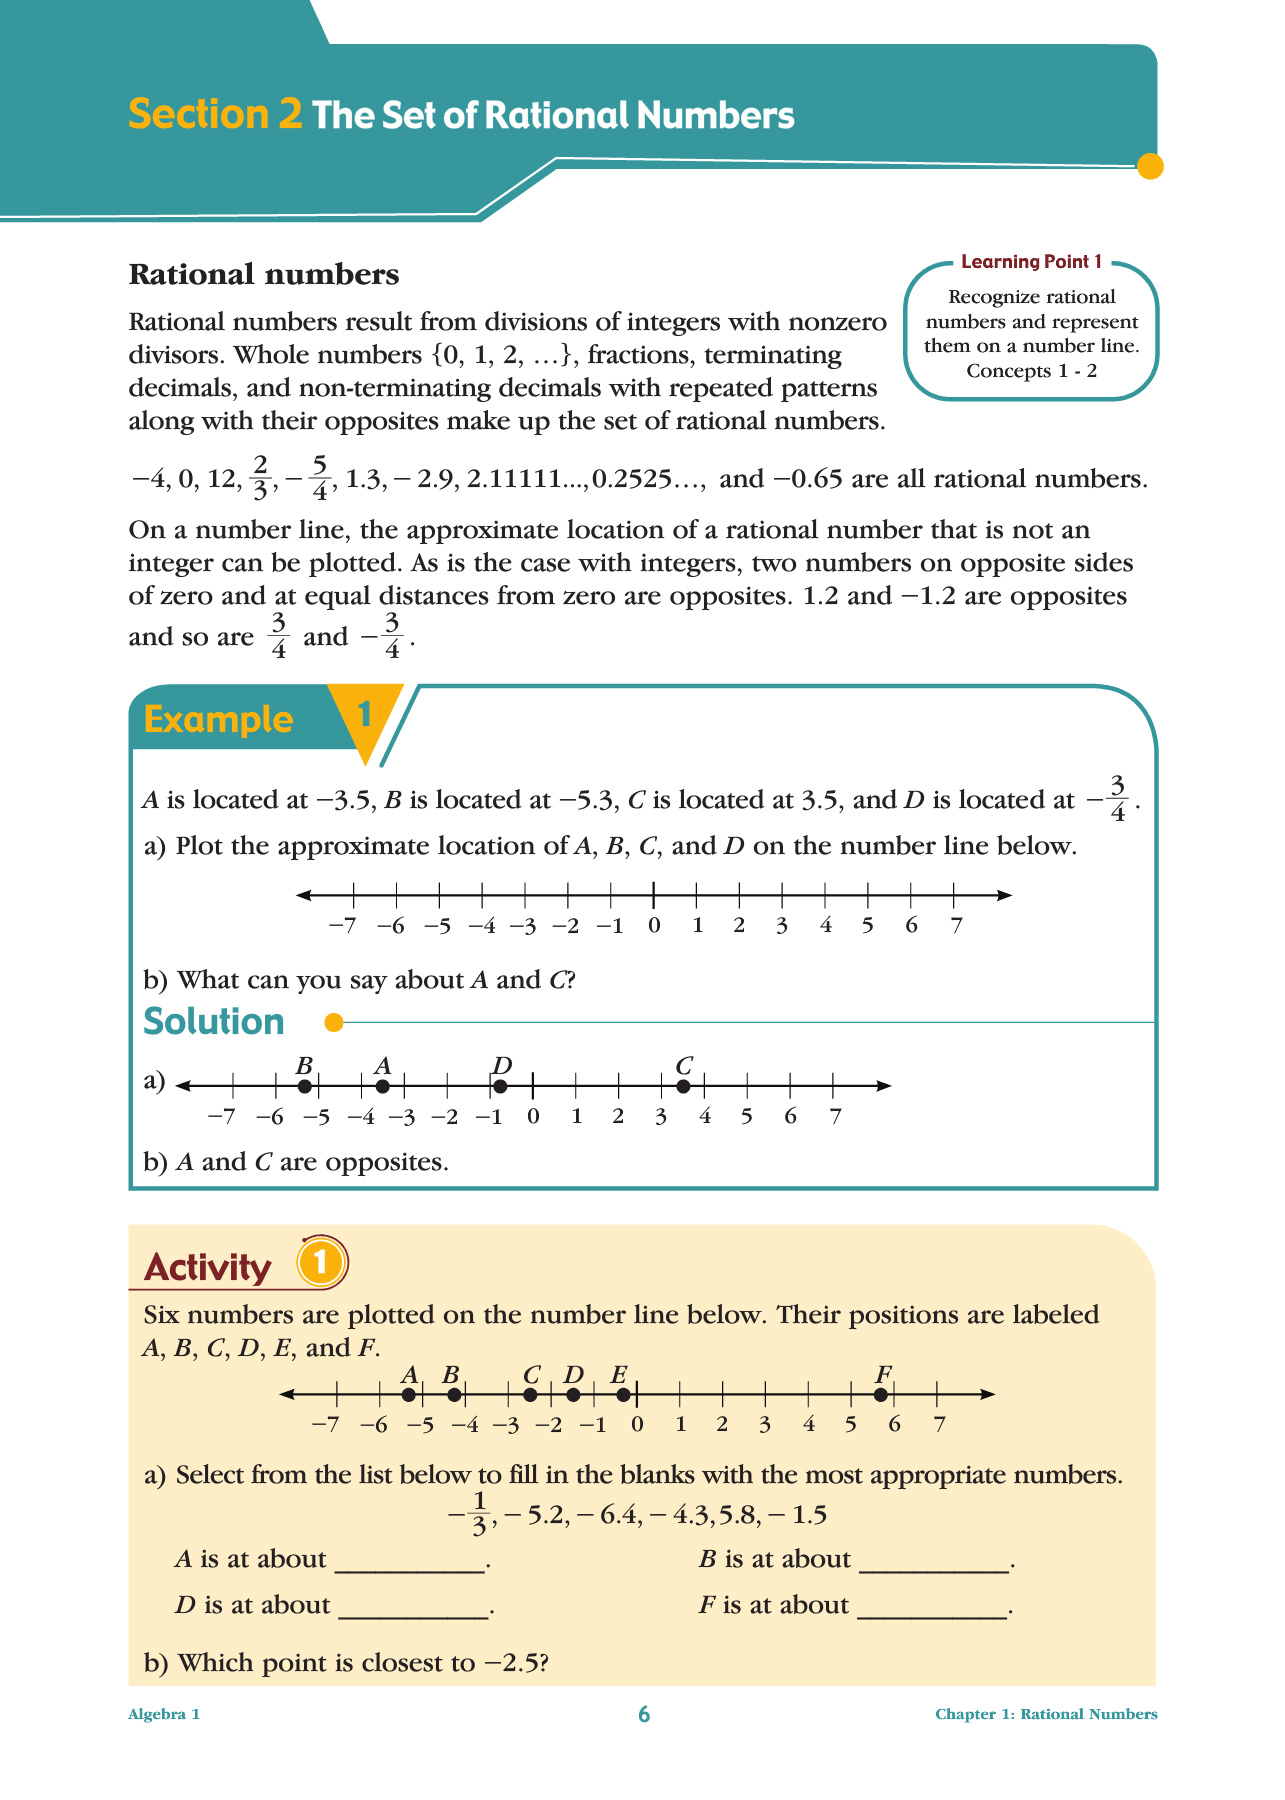 Section 2 The Set of Rational Numbers
Rational numbers
Learning Point 1
Recognize rational
numbers and represent
them on a number line.
Concepts 1 - 2
Rational numbers result from divisions of integers with nonzero
divisors. Whole numbers {0, 1, 2, …}, fractions, terminating
decimals, and non-terminating decimals with repeated patterns
along with their opposites make up the set of rational numbers.
−4, 0, 12, 2/3, − 5/4, 1.3, − 2.9, 2.11111..., 0.2525…, and −0.65 are all rational numbers.
On a number line, the approximate location of a rational number that is not an
integer can be plotted. As is the case with integers, two numbers on opposite sides
of zero and at equal distances from zero are opposites. 1.2 and −1.2 are opposites
and so are 3/4 and −3/4.
Example 1
A is located at −3.5, B is located at −5.3, C is located at 3.5, and D is located at −3/4.
a) Plot the approximate location of A, B, C, and D on the number line below.
−7 −6 −5 −4 −3 −2 −1 0 1 2 3 4 5 6 7
b) What can you say about A and C?
Solution
B A D C
a)
−7 −6 −5 −4 −3 −2 −1 0 1 2 3 4 5 6 7
b) A and C are opposites.
Activity 1
Six numbers are plotted on the number line below. Their positions are labeled
A, B, C, D, E, and F.
A B C D E F
−7 −6 −5 −4 −3 −2 −1 0 1 2 3 4 5 6 7
a) Select from the list below to fill in the blanks with the most appropriate numbers.
−1/3, − 5.2, − 6.4, − 4.3, 5.8, − 1.5
A is at about ___________. B is at about ___________.
D is at about ___________. F is at about ___________.
b) Which point is closest to −2.5?
Algebra 1 6 Chapter 1: Rational Numbers